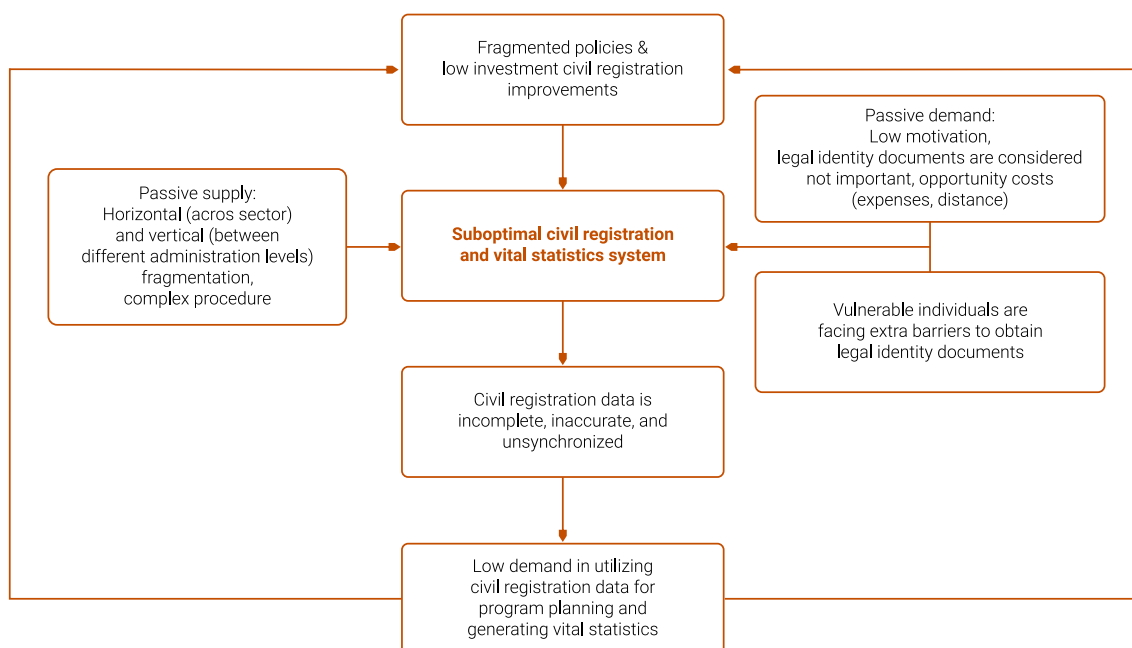 Fragmented policies &
low investment civil registration
improvements
Passive demand:
Low motivation,
legal identity documents are considered
not important, opportunity costs
(expenses, distance)
Passive supply:
Horizontal (acros sector)
and vertical (between
different administration levels)
fragmentation,
complex procedure
Suboptimal civil registration
and vital statistics system
Vulnerable individuals are
facing extra barriers to obtain
legal identity documents
Civil registration data is
incomplete, inaccurate, and
unsynchronized
Low demand in utilizing
civil registration data for
program planning and
generating vital statistics